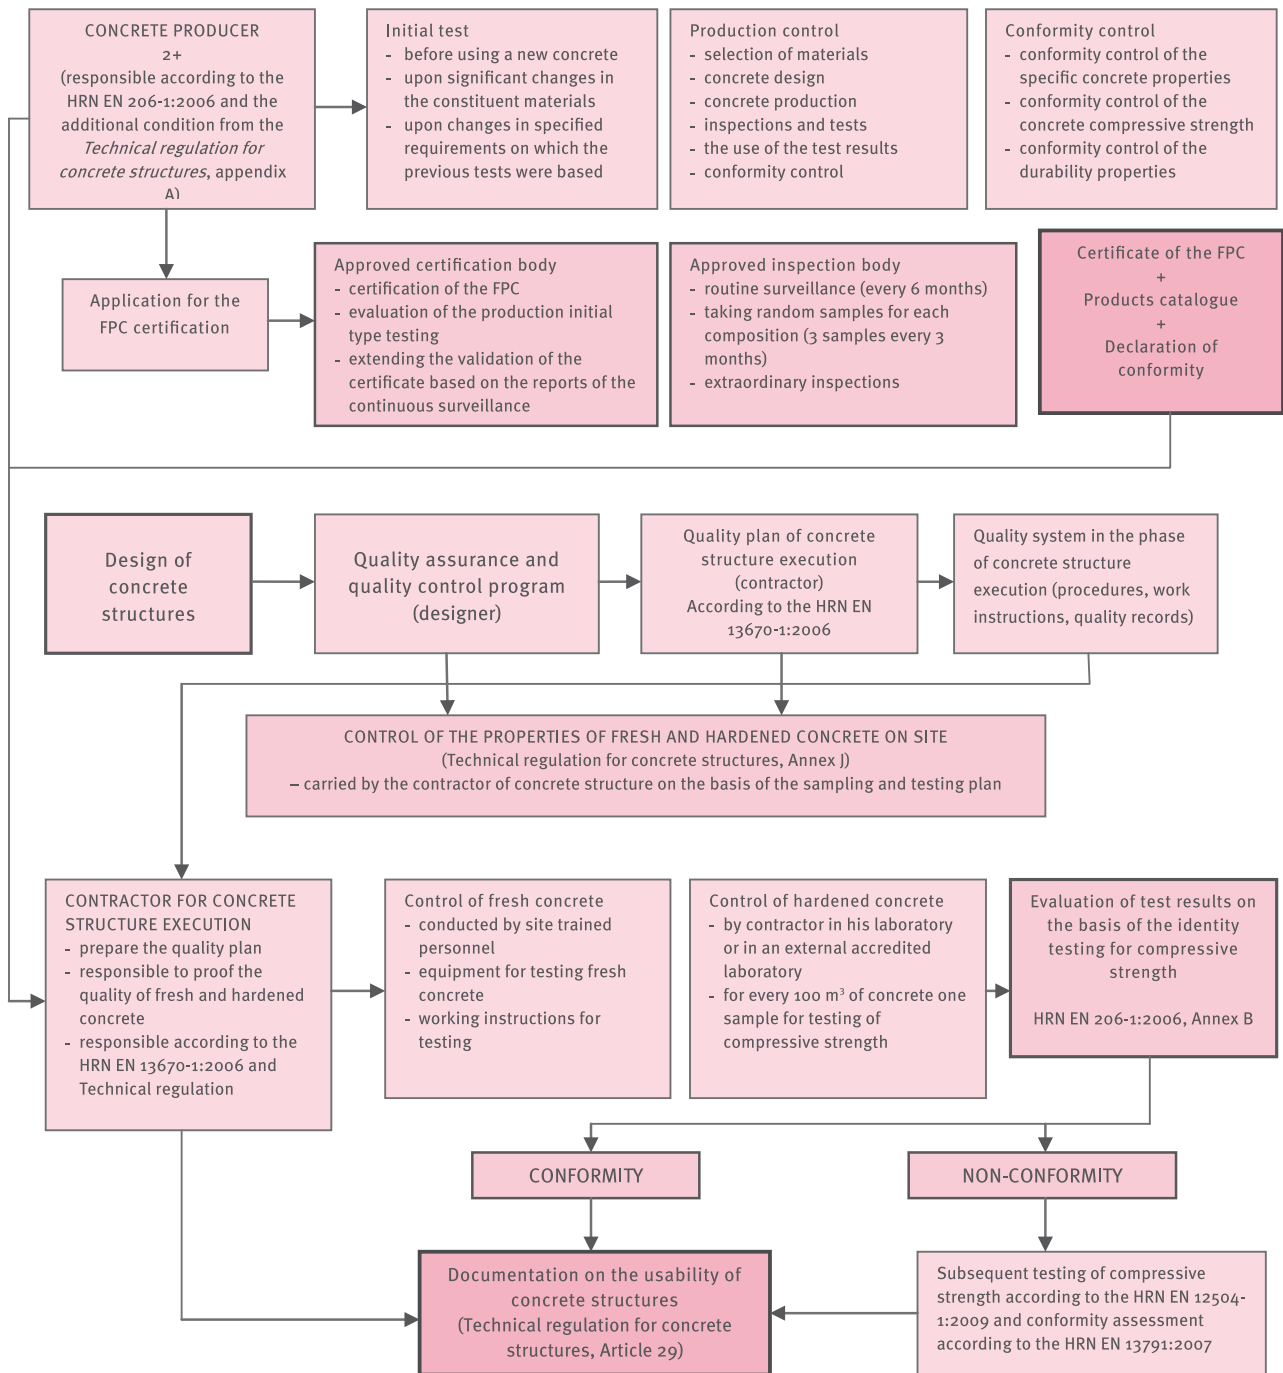 CONCRETE PRODUCER
2+
(responsible according to the
HRN EN 206-1:2006 and the
additional condition from the
Technical regulation for
concrete structures, appendix
A)
Initial test
- before using a new concrete
- upon significant changes in
the constituent materials
- upon changes in specified
requirements on which the
previous tests were based
Production control
- selection of materials
- concrete design
- concrete production
- inspections and tests
- the use of the test results
- conformity control
Conformity control
- conformity control of the
specific concrete properties
- conformity control of the
concrete compressive strength
- conformity control of the
durability properties
Application for the
FPC certification
Approved certification body
- certification of the FPC
- evaluation of the production initial
type testing
- extending the validation of the
certificate based on the reports of the
continuous surveillance
Approved inspection body
- routine surveillance (every 6 months)
- taking random samples for each
composition (3 samples every 3
months)
- extraordinary inspections
Certificate of the FPC
+
Products catalogue
+
Declaration of
conformity
Design of
concrete
structures
Quality assurance and
quality control program
(designer)
Quality plan of concrete
structure execution
(contractor)
According to the HRN EN
13670-1:2006
Quality system in the phase
of concrete structure
execution (procedures, work
instructions, quality records)
CONTROL OF THE PROPERTIES OF FRESH AND HARDENED CONCRETE ON SITE
(Technical regulation for concrete structures, Annex J)
– carried by the contractor of concrete structure on the basis of the sampling and testing plan
CONTRACTOR FOR CONCRETE
STRUCTURE EXECUTION
- prepare the quality plan
- responsible to proof the
quality of fresh and hardened
concrete
- responsible according to the
HRN EN 13670-1:2006 and
Technical regulation
Control of fresh concrete
- conducted by site trained
personnel
- equipment for testing fresh
concrete
- working instructions for
testing
Control of hardened concrete
- by contractor in his laboratory
or in an external accredited
laboratory
- for every 100 m³ of concrete one
sample for testing of
compressive strength
Evaluation of test results on
the basis of the identity
testing for compressive
strength
HRN EN 206-1:2006, Annex B
CONFORMITY
NON-CONFORMITY
Documentation on the usability of
concrete structures
(Technical regulation for concrete
structures, Article 29)
Subsequent testing of compressive
strength according to the HRN EN 12504-
1:2009 and conformity assessment
according to the HRN EN 13791:2007